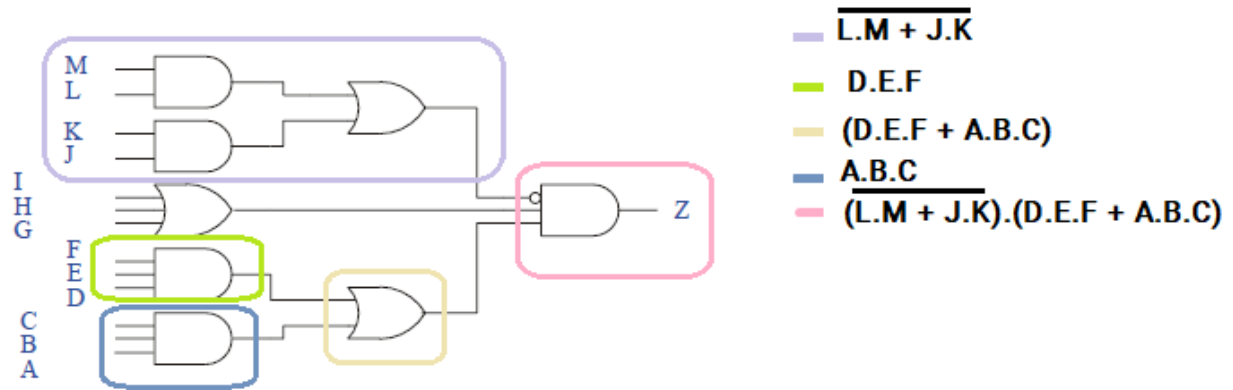 M
L
K
J
I
H
G
F
E
D
C
B
A
Z
L.M + J.K
D.E.F
(D.E.F + A.B.C)
A.B.C
(L.M + J.K).(D.E.F + A.B.C)